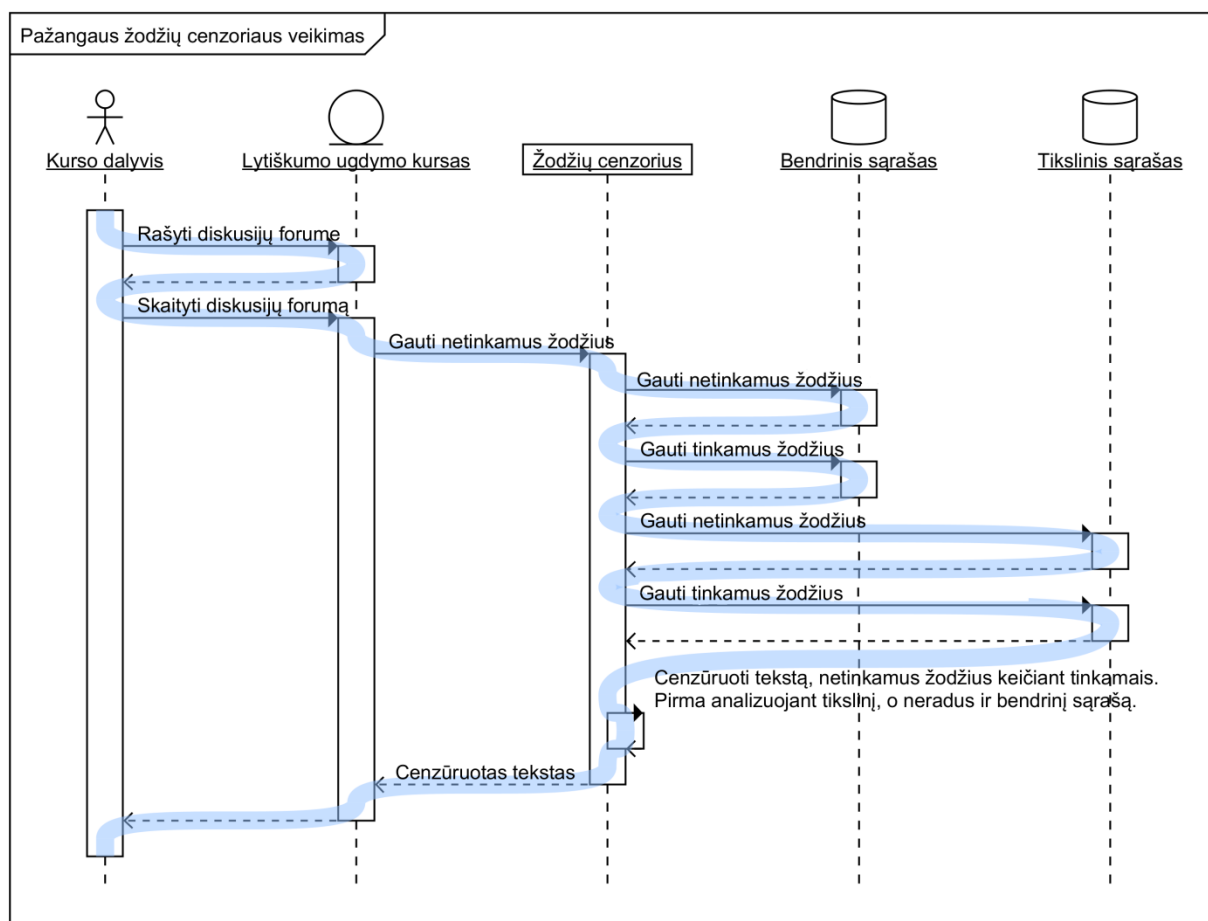 Pažangaus žodžių cenzoriaus veikimas
Kurso dalyvis
Lytiškumo ugdymo kursas
Žodžių cenzorius
Bendrinis sąrašas
Tikslinis sąrašas
Rašyti diskusijų forume
Skaityti diskusijų forumą
Gauti netinkamus žodžius
Gauti netinkamus žodžius
Gauti tinkamus žodžius
Gauti netinkamus žodžius
Gauti tinkamus žodžius
Cenzūruoti tekstą, netinkamus žodžius keičiant tinkamais.
Pirma analizuojant tikslinį, o neradus ir bendrinį sąrašą.
Cenzūruotas tekstas